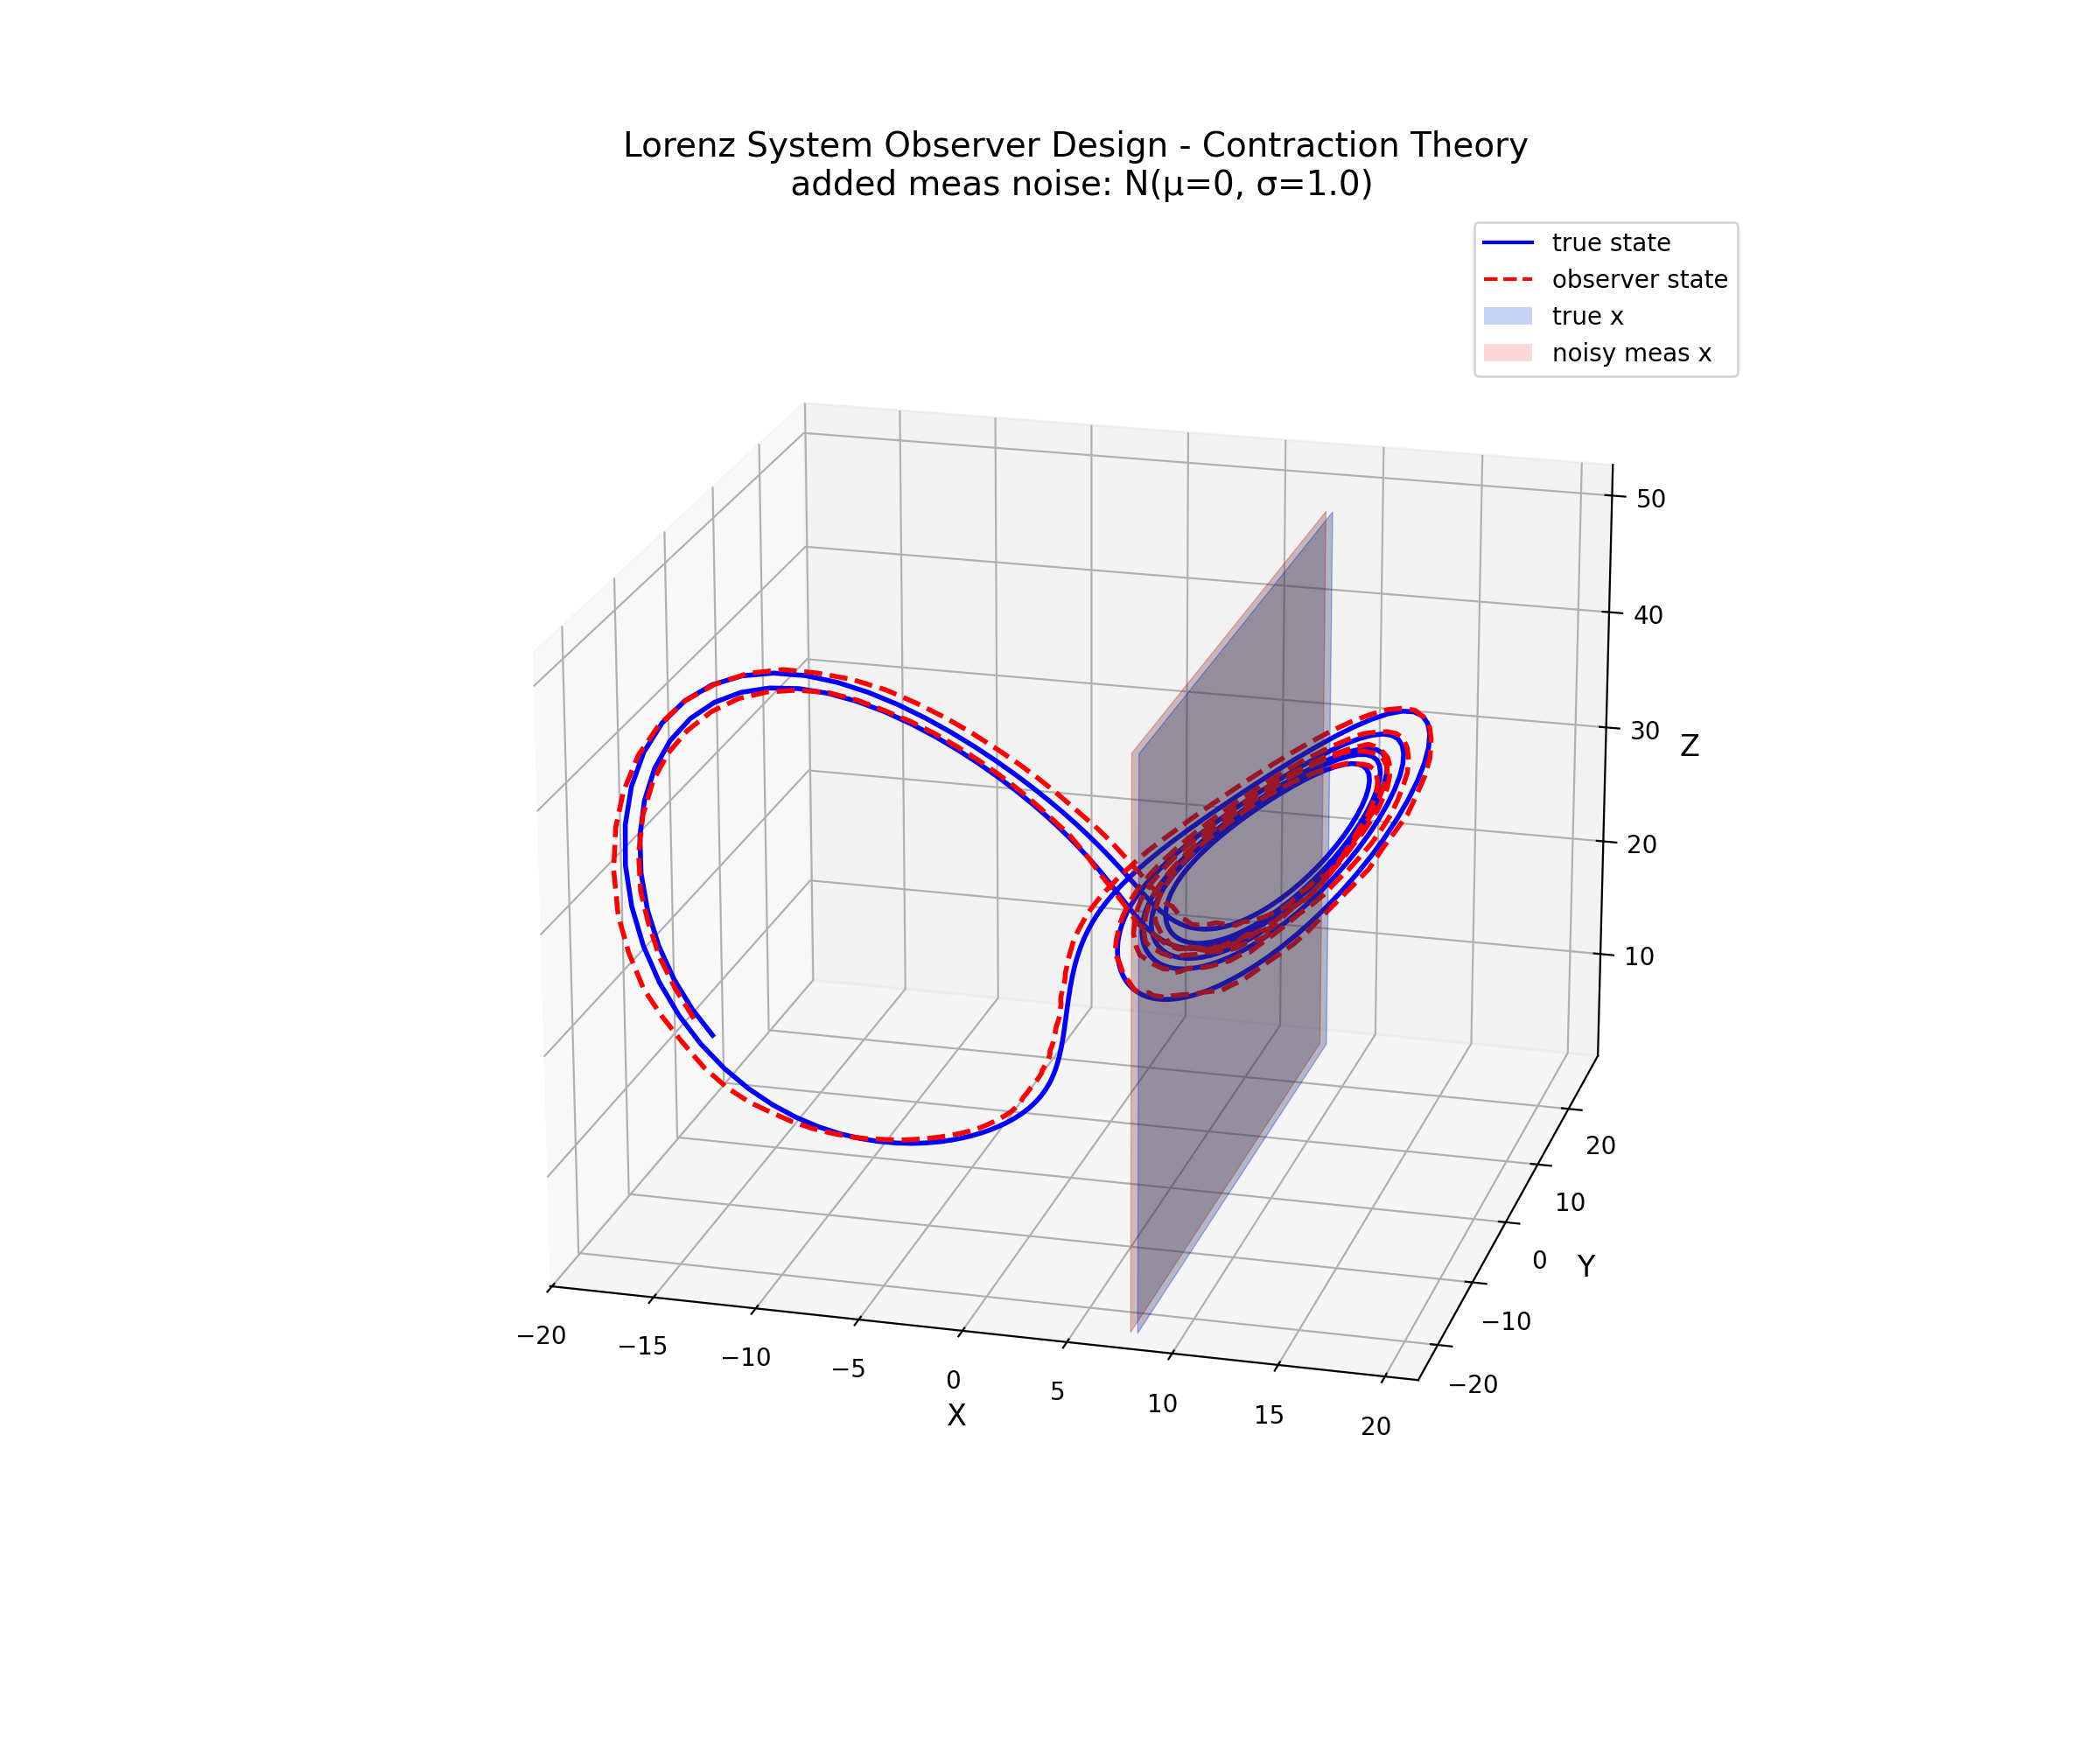 Lorenz System Observer Design - Contraction Theory
added meas noise: N(μ=0, σ=1.0)
true state
observer state
true x
noisy meas x
50
40
30
Z
20
10
20
10
0
Y
−10
−20
−20
−15
−10
−5
0
5
10
15
20
X